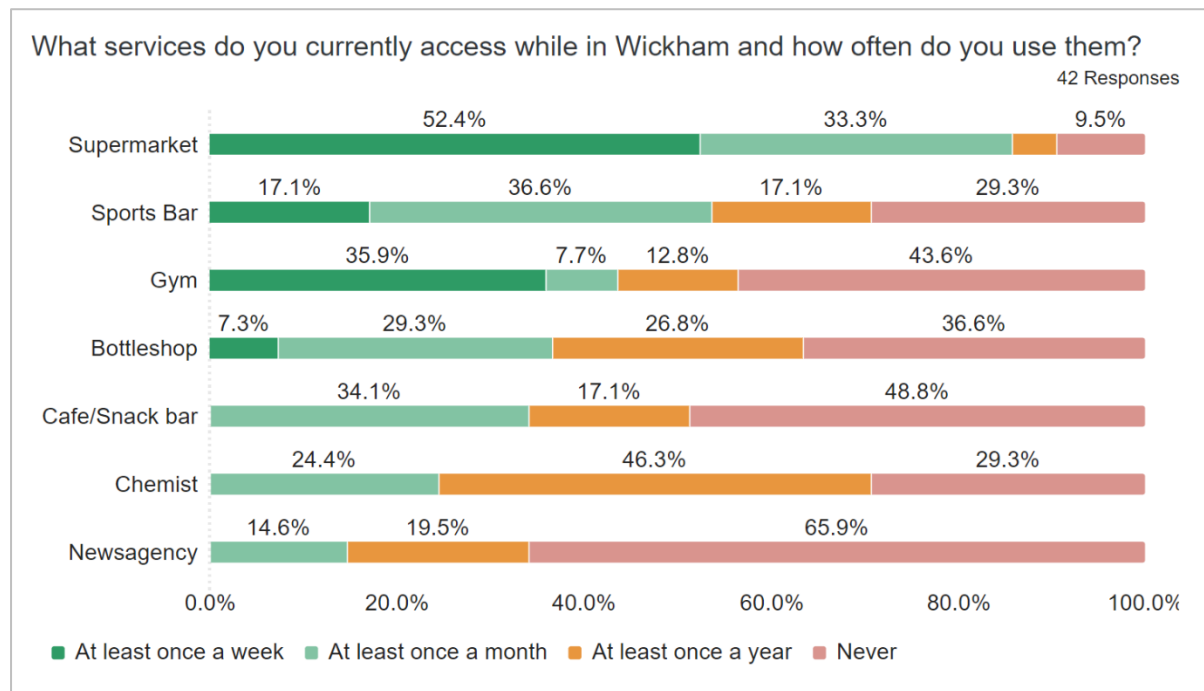 What services do you currently access while in Wickham and how often do you use them?
42 Responses
52.4% 33.3% 9.5%
Supermarket
17.1% 36.6% 17.1% 29.3%
Sports Bar
35.9% 7.7% 12.8% 43.6%
Gym
7.3% 29.3% 26.8% 36.6%
Bottleshop
34.1% 17.1% 48.8%
Cafe/Snack bar
24.4% 46.3% 29.3%
Chemist
14.6% 19.5% 65.9%
Newsagency
0.0% 20.0% 40.0% 60.0% 80.0% 100.0%
At least once a week At least once a month At least once a year Never